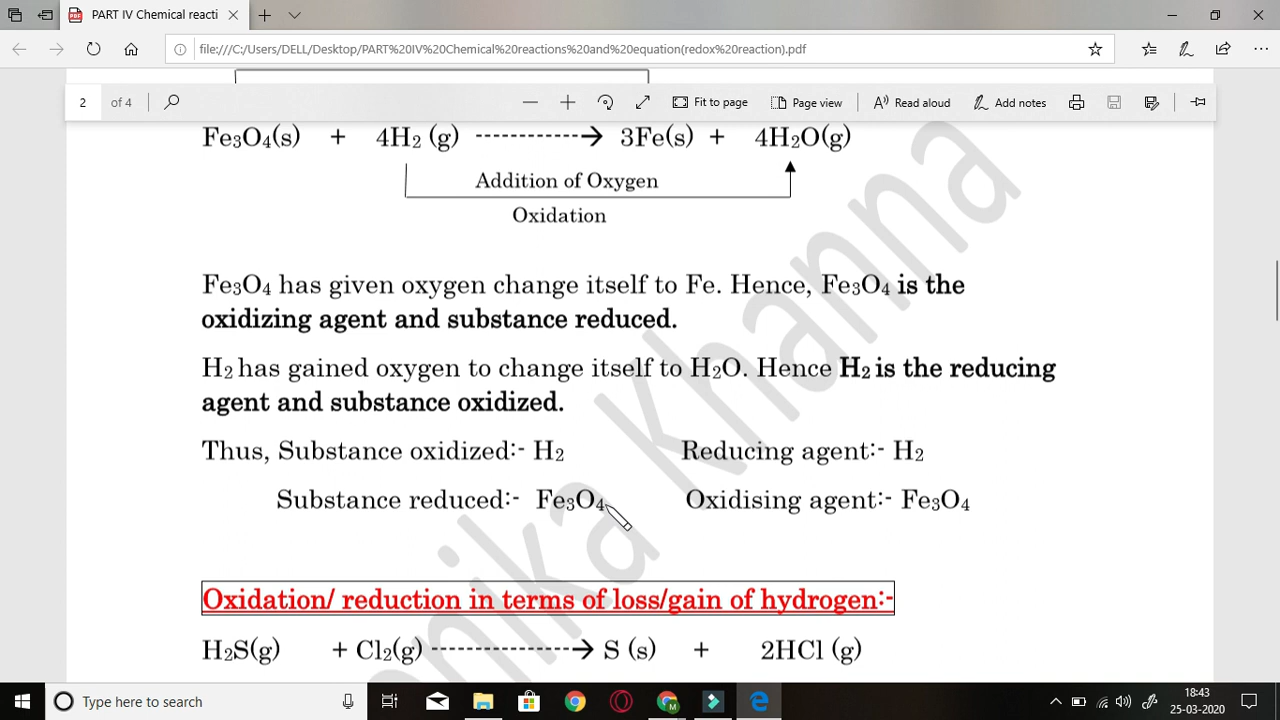 PART IV Chemical reacti
file:///C:/Users/DELL/Desktop/PART%20IV%20Chemical%20reactions%20and%20equation(redox%20reaction).pdf
2 of 4 Fit to page Page view Read aloud Add notes
Fe₃O₄(s) + 4H₂ (g) ------------→ 3Fe(s) + 4H₂O(g)
Addition of Oxygen
Oxidation
Fe₃O₄ has given oxygen change itself to Fe. Hence, Fe₃O₄ is the
oxidizing agent and substance reduced.
H₂ has gained oxygen to change itself to H₂O. Hence H₂ is the reducing
agent and substance oxidized.
Thus, Substance oxidized:- H₂ Reducing agent:- H₂
Substance reduced:- Fe₃O₄ Oxidising agent:- Fe₃O₄
Oxidation/ reduction in terms of loss/gain of hydrogen:-
H₂S(g) + Cl₂(g) ----------------→ S (s) + 2HCl (g)
Khanna
Type here to search
18:43
25-03-2020